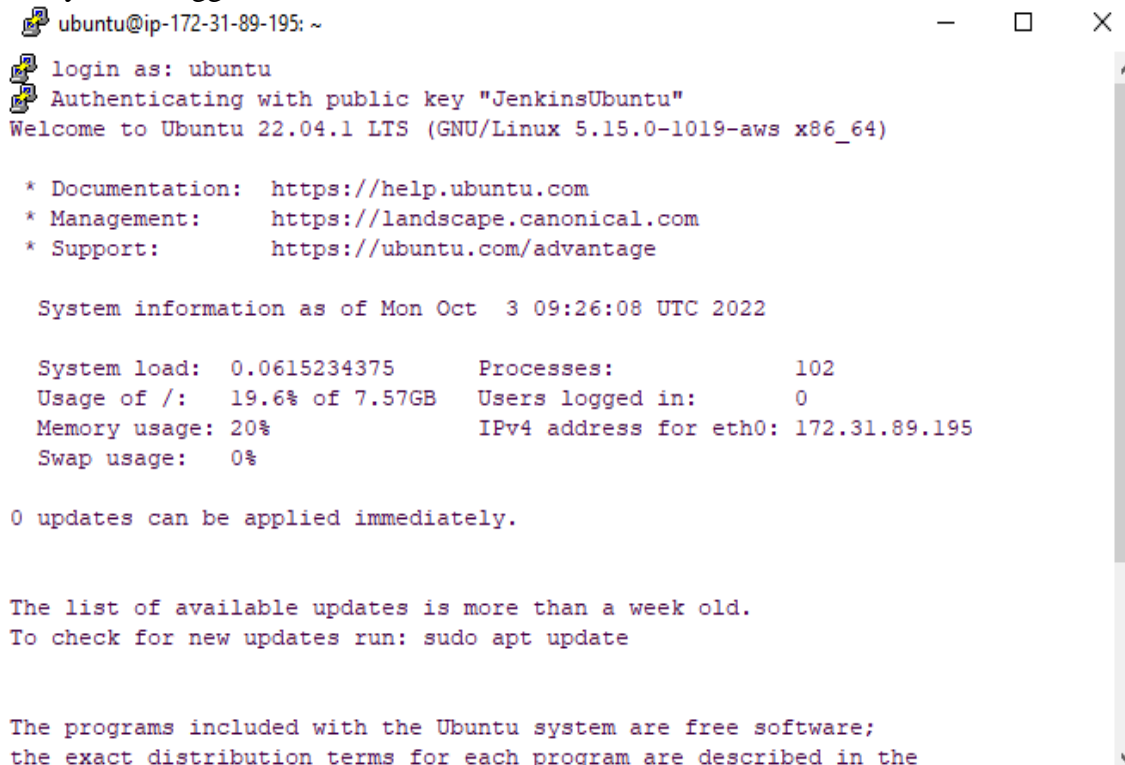 ubuntu@ip-172-31-89-195: ~
login as: ubuntu
Authenticating with public key "JenkinsUbuntu"
Welcome to Ubuntu 22.04.1 LTS (GNU/Linux 5.15.0-1019-aws x86_64)
* Documentation:  https://help.ubuntu.com
* Management:     https://landscape.canonical.com
* Support:        https://ubuntu.com/advantage
System information as of Mon Oct  3 09:26:08 UTC 2022
System load:  0.0615234375      Processes:             102
Usage of /:   19.6% of 7.57GB   Users logged in:       0
Memory usage: 20%               IPv4 address for eth0: 172.31.89.195
Swap usage:   0%
0 updates can be applied immediately.
The list of available updates is more than a week old.
To check for new updates run: sudo apt update
The programs included with the Ubuntu system are free software;
the exact distribution terms for each program are described in the